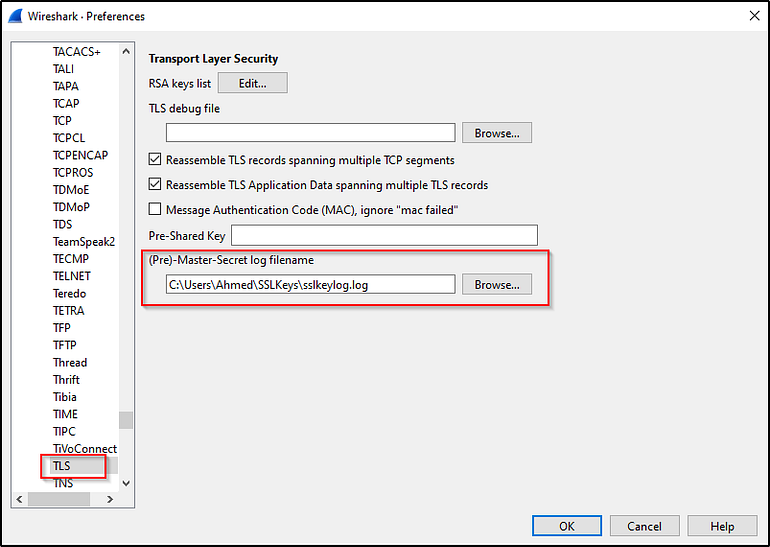 Wireshark · Preferences
TACACS+
TALI
TAPA
TCAP
TCP
TCPCL
TCPENCAP
TCPROS
TDMoE
TDMoP
TDS
TeamSpeak2
TECMP
TELNET
Teredo
TETRA
TFP
TFTP
Thread
Thrift
Tibia
TIME
TIPC
TiVoConnect
TLS
TNS
Transport Layer Security
RSA keys list Edit...
TLS debug file
Browse...
Reassemble TLS records spanning multiple TCP segments
Reassemble TLS Application Data spanning multiple TLS records
Message Authentication Code (MAC), ignore "mac failed"
Pre-Shared Key
(Pre)-Master-Secret log filename
C:\Users\Ahmed\SSLKeys\sslkeylog.log Browse...
OK Cancel Help